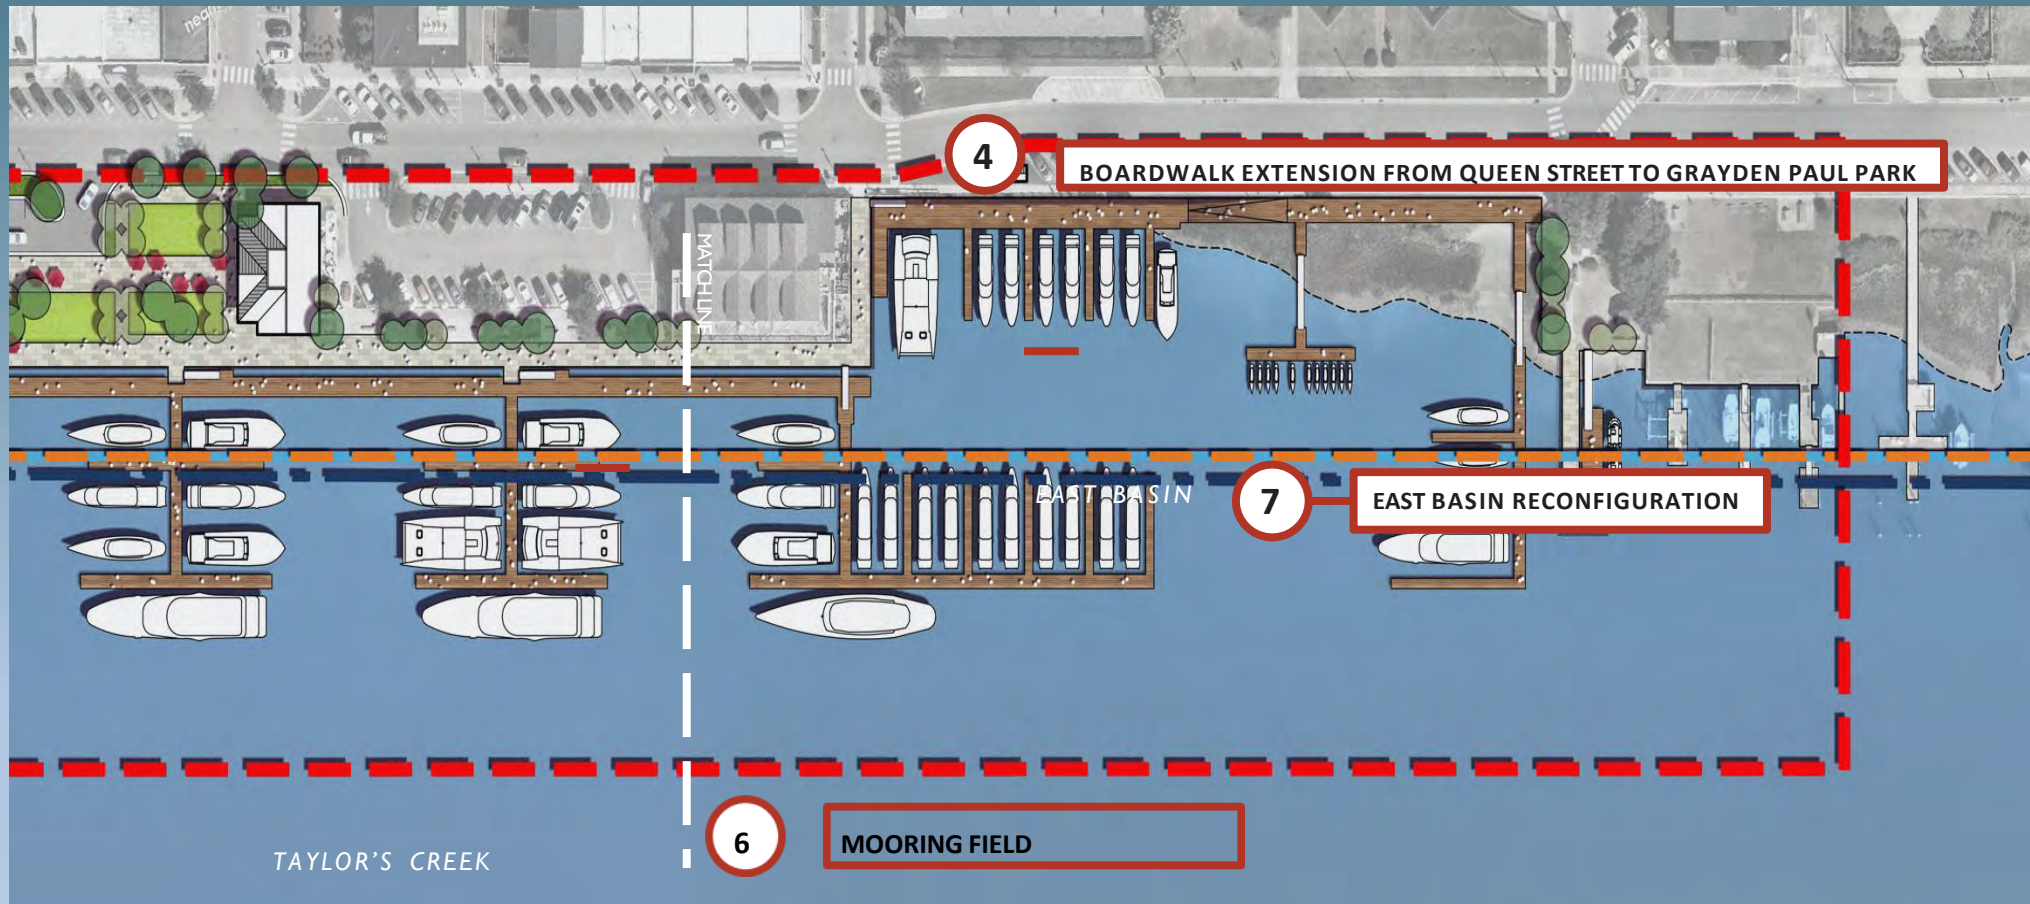 4
BOARDWALK EXTENSION FROM QUEEN STREET TO GRAYDEN PAUL PARK
MATCHLINE
EAST BASIN
7
EAST BASIN RECONFIGURATION
6
MOORING FIELD
TAYLOR'S CREEK